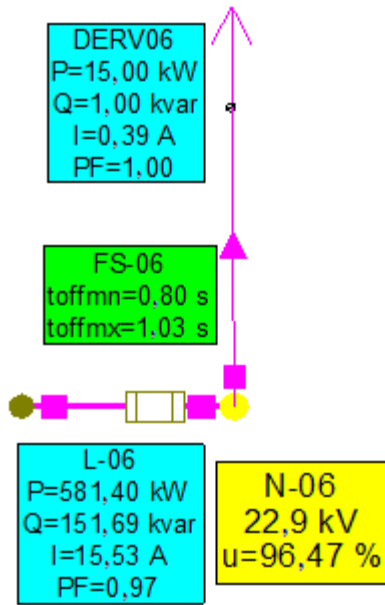 DERV06
P=15,00 kW
Q=1,00 kvar
I=0,39 A
PF=1,00
FS-06
toffmn=0.80 s
toffmx=1.03 s
L-06
P=581,40 kW
Q=151,69 kvar
I=15,53 A
PF=0,97
N-06
22,9 kV
u=96,47 %